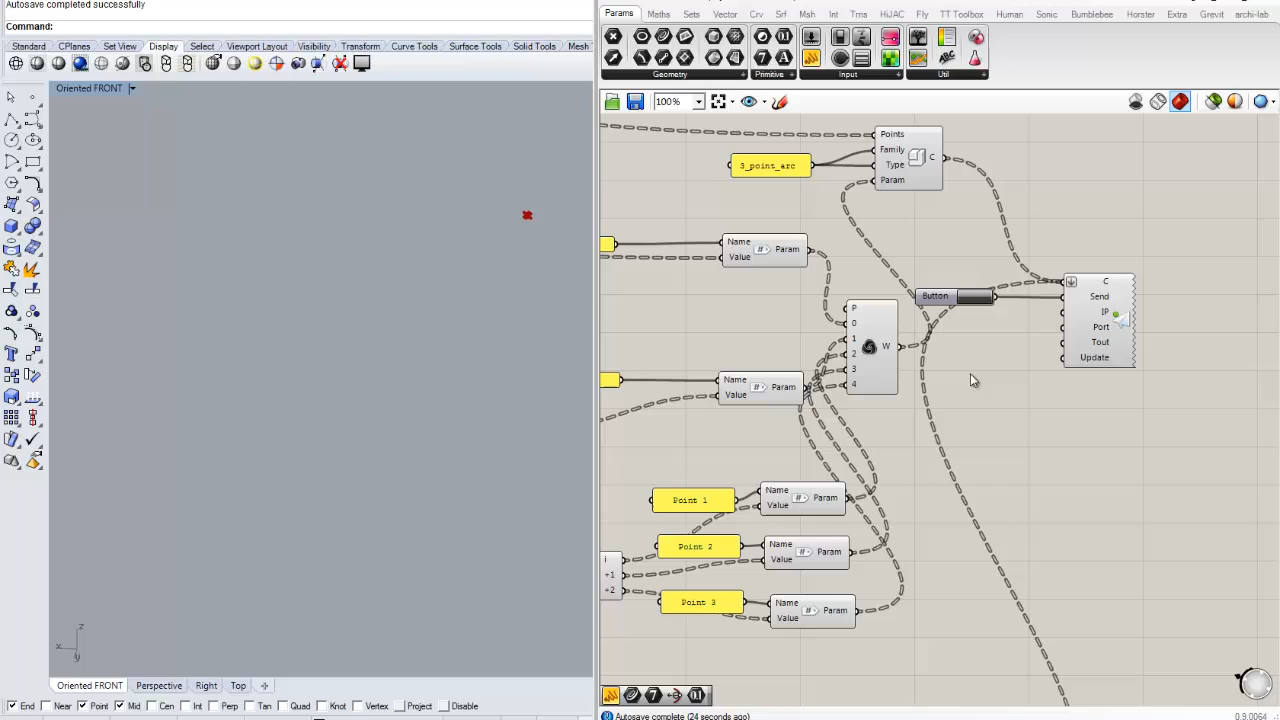 Autosave completed successfully
Command:
Standard CPlanes Set View Display Select Viewport Layout Visibility Transform Curve Tools Surface Tools Solid Tools Mesh
Oriented FRONT
z
x
y
Oriented FRONT Perspective Right Top
End Near Point Mid Cen Int Perp Tan Quad Knot Vertex Project Disable
Params Maths Sets Vector Crv Srf Msh Int Trns HiJAC Fly TT Toolbox Human Sonic Bumblebee Horster Extra Grevit archi-lab
Geometry Primitive Input Util
100%
Points
Family
Type
Param
C
3_point_arc
Name
Value
Param
Button
C
Send
IP
Port
Tout
Update
P
0
1
2
3
4
W
Name
Value
Param
Point 1
Name
Value
Param
Point 2
Name
Value
Param
i
+1
+2
Point 3
Name
Value
Param
Autosave complete (24 seconds ago)
0.9.0064